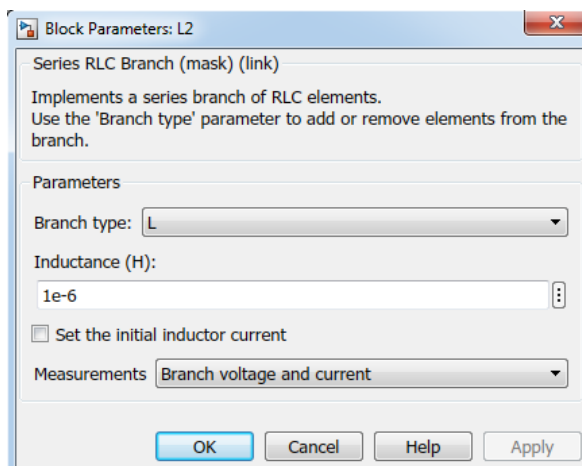 Block Parameters: L2
Series RLC Branch (mask) (link)
Implements a series branch of RLC elements.
Use the 'Branch type' parameter to add or remove elements from the
branch.
Parameters
Branch type: L
Inductance (H):
1e-6
Set the initial inductor current
Measurements Branch voltage and current
OK Cancel Help Apply